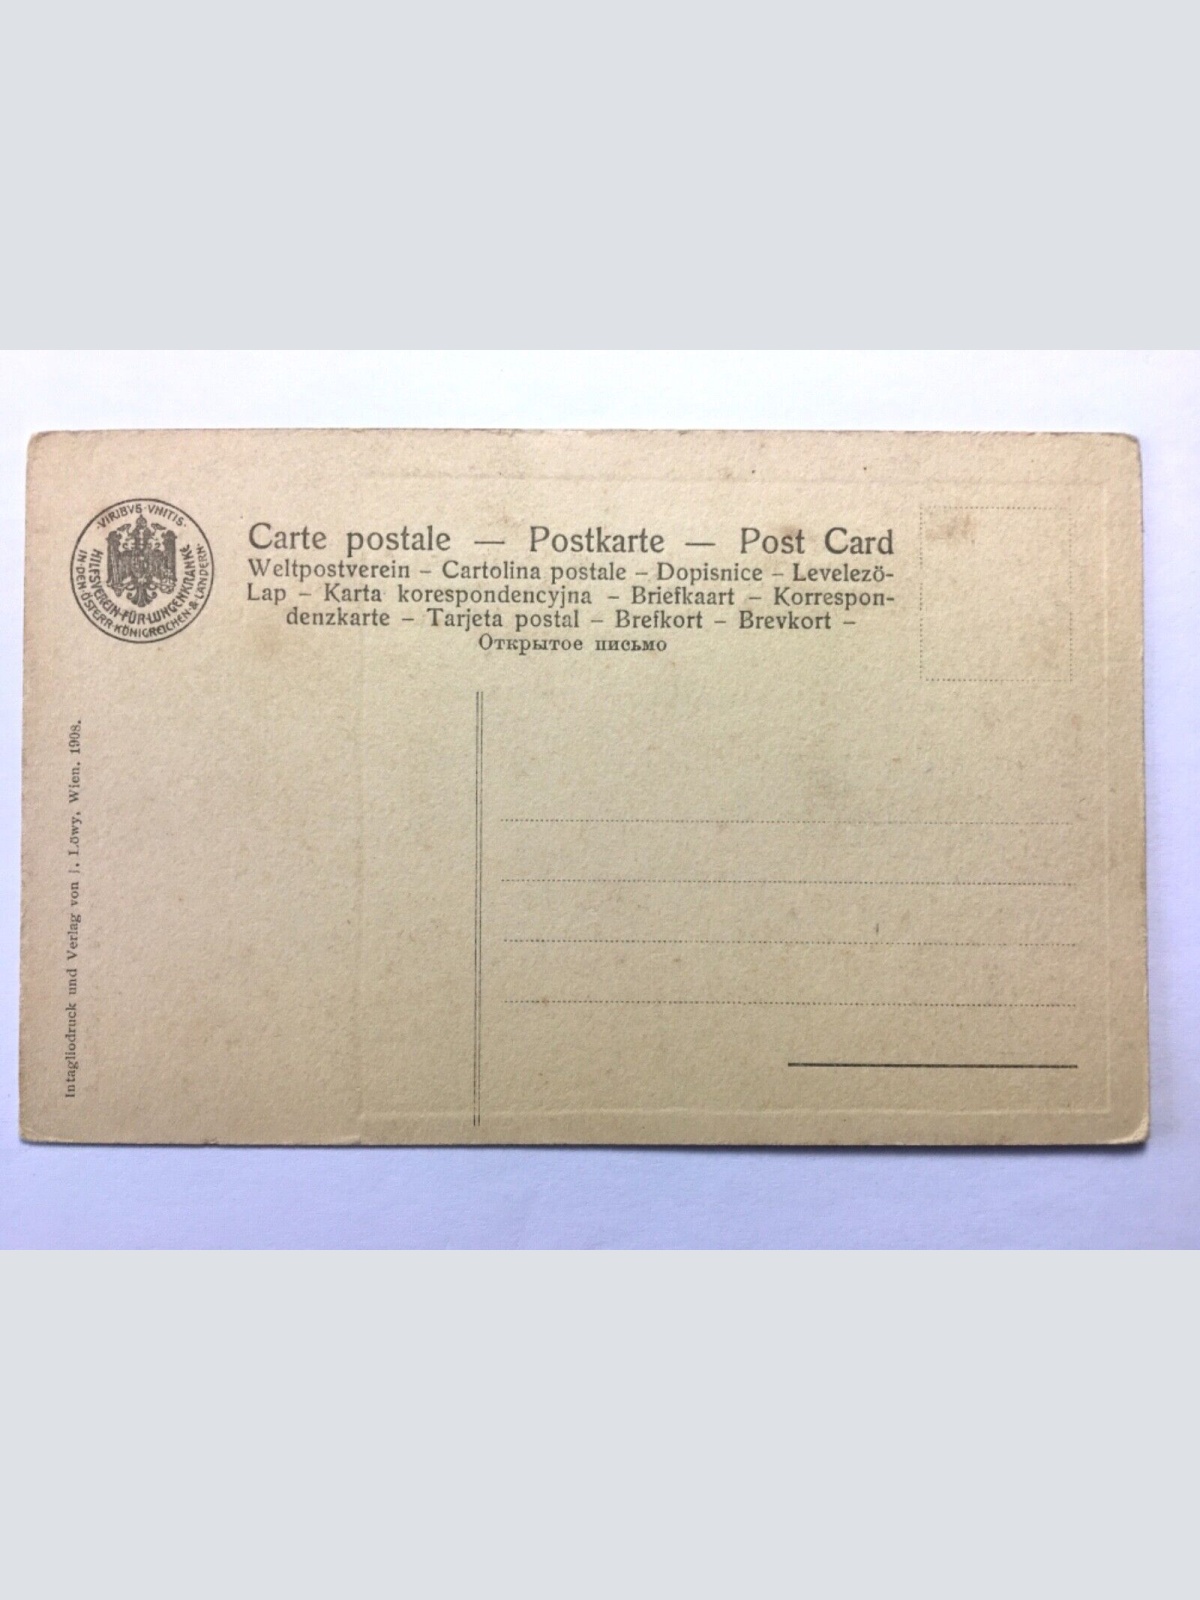 ·VIRIBVS·VNITIS·
HILFSVEREIN·FÜR·LUNGENKRANKE
IN·DEN·ÖSTERR·KÖNIGREICHEN·&·LÄNDERN·
Carte postale — Postkarte — Post Card
Weltpostverein – Cartolina postale – Dopisnice – Levelező-
Lap – Karta korespondencyjna – Briefkaart – Korrespon-
denzkarte – Tarjeta postal – Brefkort – Brevkort –
Открытое письмо
Intagliodruck und Verlag von J. Löwy, Wien. 1908.